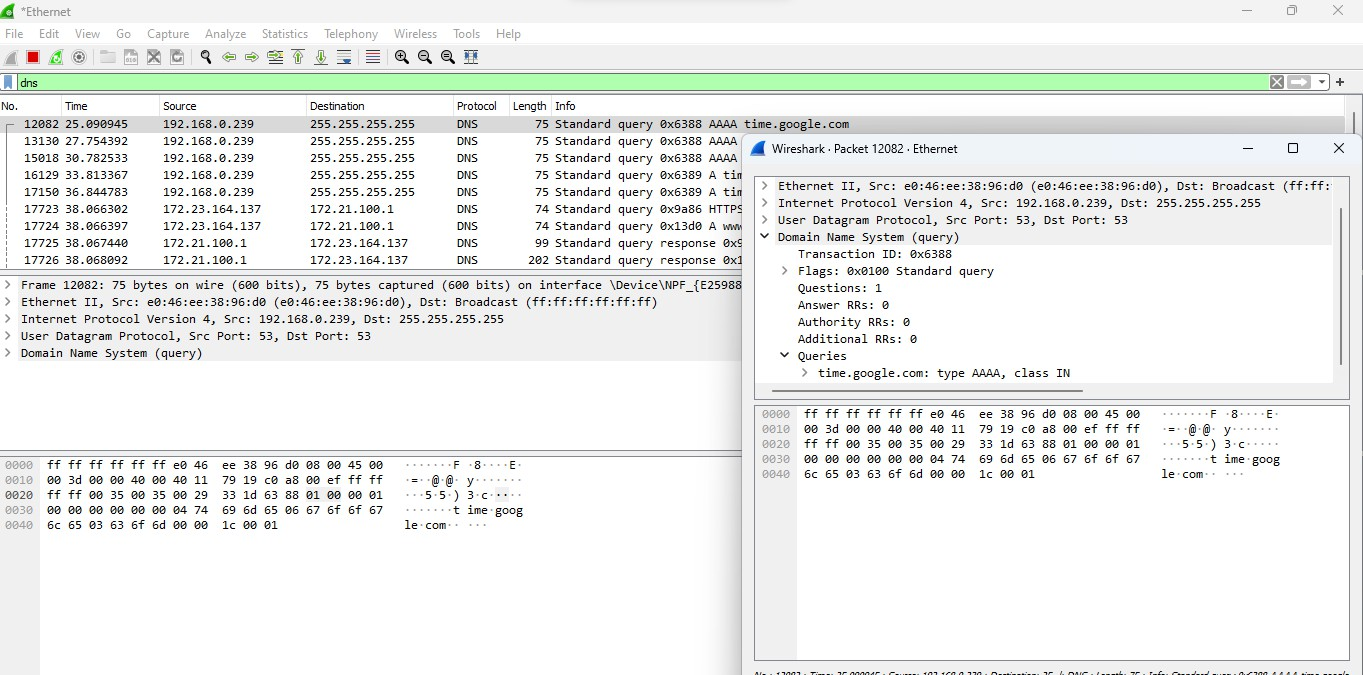 *Ethernet
File Edit View Go Capture Analyze Statistics Telephony Wireless Tools Help
dns
No. Time Source Destination Protocol Length Info
12082 25.090945 192.168.0.239 255.255.255.255 DNS 75 Standard query 0x6388 AAAA time.google.com
13130 27.754392 192.168.0.239 255.255.255.255 DNS 75 Standard query 0x6388 AAAA
15018 30.782533 192.168.0.239 255.255.255.255 DNS 75 Standard query 0x6388 AAAA
16129 33.813367 192.168.0.239 255.255.255.255 DNS 75 Standard query 0x6389 A tim
17150 36.844783 192.168.0.239 255.255.255.255 DNS 75 Standard query 0x6389 A tim
17723 38.066302 172.23.164.137 172.21.100.1 DNS 74 Standard query 0x9a86 HTTPS
17724 38.066397 172.23.164.137 172.21.100.1 DNS 74 Standard query 0x13d0 A www
17725 38.067440 172.21.100.1 172.23.164.137 DNS 99 Standard query response 0x9
17726 38.068092 172.21.100.1 172.23.164.137 DNS 202 Standard query response 0x1
Frame 12082: 75 bytes on wire (600 bits), 75 bytes captured (600 bits) on interface \Device\NPF_{E25988
Ethernet II, Src: e0:46:ee:38:96:d0 (e0:46:ee:38:96:d0), Dst: Broadcast (ff:ff:ff:ff:ff:ff)
Internet Protocol Version 4, Src: 192.168.0.239, Dst: 255.255.255.255
User Datagram Protocol, Src Port: 53, Dst Port: 53
Domain Name System (query)
0000 ff ff ff ff ff ff e0 46 ee 38 96 d0 08 00 45 00 ·······F ·8····E·
0010 00 3d 00 00 40 00 40 11 79 19 c0 a8 00 ef ff ff ·=··@·@· y·······
0020 ff ff 00 35 00 35 00 29 33 1d 63 88 01 00 00 01 ···5·5·) 3·c·····
0030 00 00 00 00 00 00 04 74 69 6d 65 06 67 6f 6f 67 ·······t ime·goog
0040 6c 65 03 63 6f 6d 00 00 1c 00 01 le·com·· ···
Wireshark · Packet 12082 · Ethernet
Ethernet II, Src: e0:46:ee:38:96:d0 (e0:46:ee:38:96:d0), Dst: Broadcast (ff:ff:
Internet Protocol Version 4, Src: 192.168.0.239, Dst: 255.255.255.255
User Datagram Protocol, Src Port: 53, Dst Port: 53
Domain Name System (query)
Transaction ID: 0x6388
Flags: 0x0100 Standard query
Questions: 1
Answer RRs: 0
Authority RRs: 0
Additional RRs: 0
Queries
time.google.com: type AAAA, class IN
0000 ff ff ff ff ff ff e0 46 ee 38 96 d0 08 00 45 00 ·······F ·8····E·
0010 00 3d 00 00 40 00 40 11 79 19 c0 a8 00 ef ff ff ·=··@·@· y·······
0020 ff ff 00 35 00 35 00 29 33 1d 63 88 01 00 00 01 ···5·5·) 3·c·····
0030 00 00 00 00 00 00 04 74 69 6d 65 06 67 6f 6f 67 ·······t ime·goog
0040 6c 65 03 63 6f 6d 00 00 1c 00 01 le·com·· ···